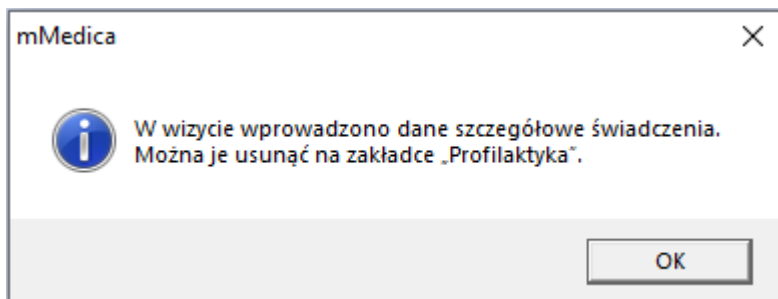 mMedica
W wizycie wprowadzono dane szczegółowe świadczenia.
Można je usunąć na zakładce „Profilaktyka”.
OK